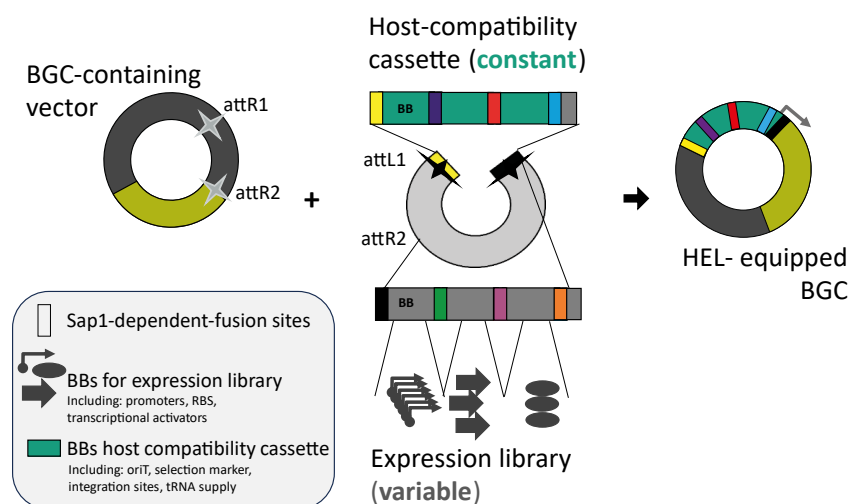 BGC-containing
vector
attR1
attR2
+
Host-compatibility
cassette (constant)
BB
attL1
attR2
BB
Expression library
(variable)
HEL- equipped
BGC
Sap1-dependent-fusion sites
BBs for expression library
Including: promoters, RBS,
transcriptional activators
BBs host compatibility cassette
Including: oriT, selection marker,
integration sites, tRNA supply